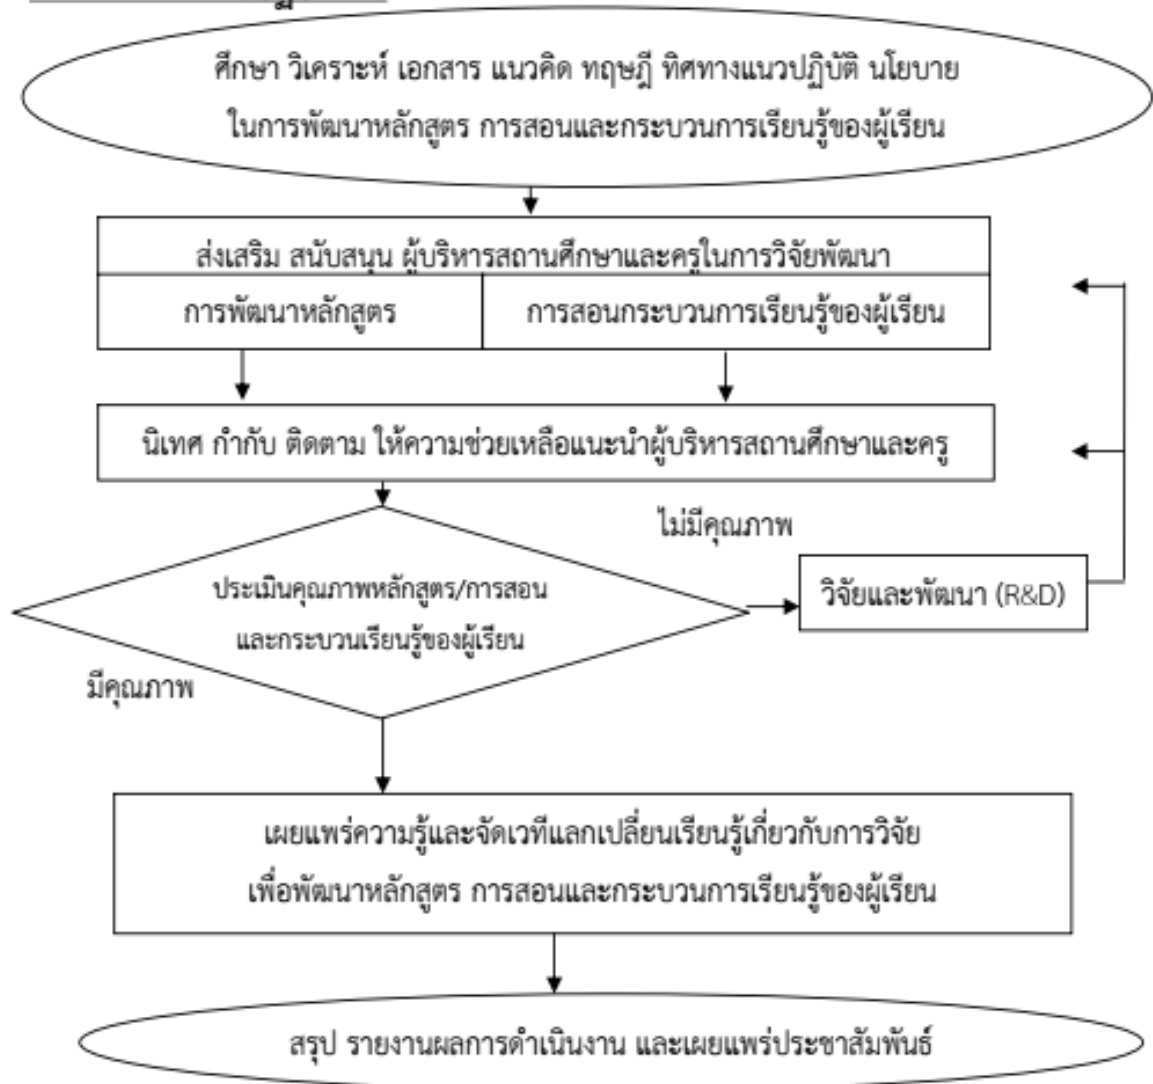 ศึกษา วิเคราะห์ เอกสาร แนวคิด ทฤษฎี ทิศทางแนวปฏิบัติ นโยบาย
ในการพัฒนาหลักสูตร การสอนและกระบวนการเรียนรู้ของผู้เรียน
ส่งเสริม สนับสนุน ผู้บริหารสถานศึกษาและครูในการวิจัยพัฒนา
การพัฒนาหลักสูตร
การสอนกระบวนการเรียนรู้ของผู้เรียน
นิเทศ กำกับ ติดตาม ให้ความช่วยเหลือแนะนำผู้บริหารสถานศึกษาและครู
ไม่มีคุณภาพ
ประเมินคุณภาพหลักสูตร/การสอน
และกระบวนเรียนรู้ของผู้เรียน
วิจัยและพัฒนา (R&D)
มีคุณภาพ
เผยแพร่ความรู้และจัดเวทีแลกเปลี่ยนเรียนรู้เกี่ยวกับการวิจัย
เพื่อพัฒนาหลักสูตร การสอนและกระบวนการเรียนรู้ของผู้เรียน
สรุป รายงานผลการดำเนินงาน และเผยแพร่ประชาสัมพันธ์